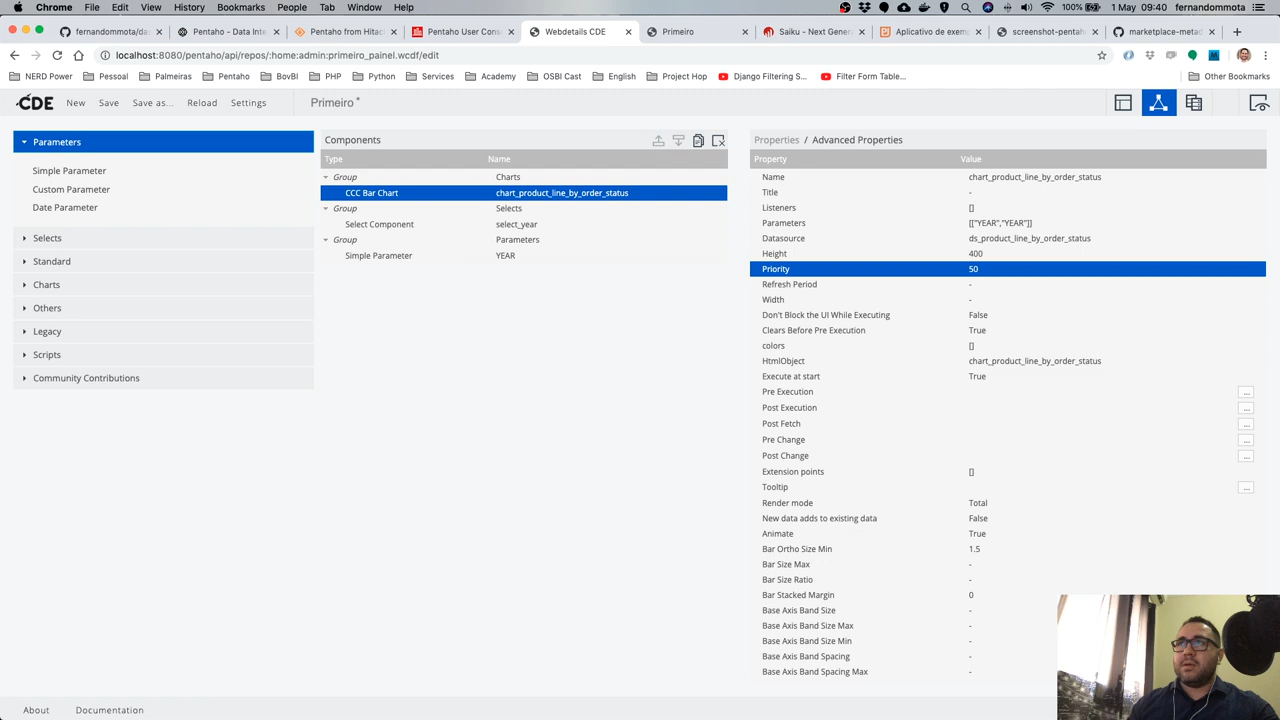 Chrome File Edit View History Bookmarks People Tab Window Help 100% 1 May 09:40 fernandommota
fernandommota/das Pentaho - Data Inte Pentaho from Hitac Pentaho User Cons Webdetails CDE Primeiro Saiku - Next Genera Aplicativo de exemp screenshot-pentah marketplace-metad
localhost:8080/pentaho/api/repos/:home:admin:primeiro_painel.wcdf/edit
NERD Power Pessoal Palmeiras Pentaho BovBI PHP Python Services Academy OSBI Cast English Project Hop Django Filtering S... Filter Form Table... Other Bookmarks
CDE New Save Save as... Reload Settings Primeiro *
Parameters
Simple Parameter
Custom Parameter
Date Parameter
Selects
Standard
Charts
Others
Legacy
Scripts
Community Contributions
Components
Type Name
Group Charts
CCC Bar Chart chart_product_line_by_order_status
Group Selects
Select Component select_year
Group Parameters
Simple Parameter YEAR
Properties / Advanced Properties
Property Value
Name chart_product_line_by_order_status
Title -
Listeners []
Parameters [["YEAR","YEAR"]]
Datasource ds_product_line_by_order_status
Height 400
Priority 50
Refresh Period -
Width -
Don't Block the UI While Executing False
Clears Before Pre Execution True
colors []
HtmlObject chart_product_line_by_order_status
Execute at start True
Pre Execution ...
Post Execution ...
Post Fetch ...
Pre Change ...
Post Change ...
Extension points []
Tooltip ...
Render mode Total
New data adds to existing data False
Animate True
Bar Ortho Size Min 1.5
Bar Size Max -
Bar Size Ratio -
Bar Stacked Margin 0
Base Axis Band Size -
Base Axis Band Size Max -
Base Axis Band Size Min -
Base Axis Band Spacing -
Base Axis Band Spacing Max -
About Documentation